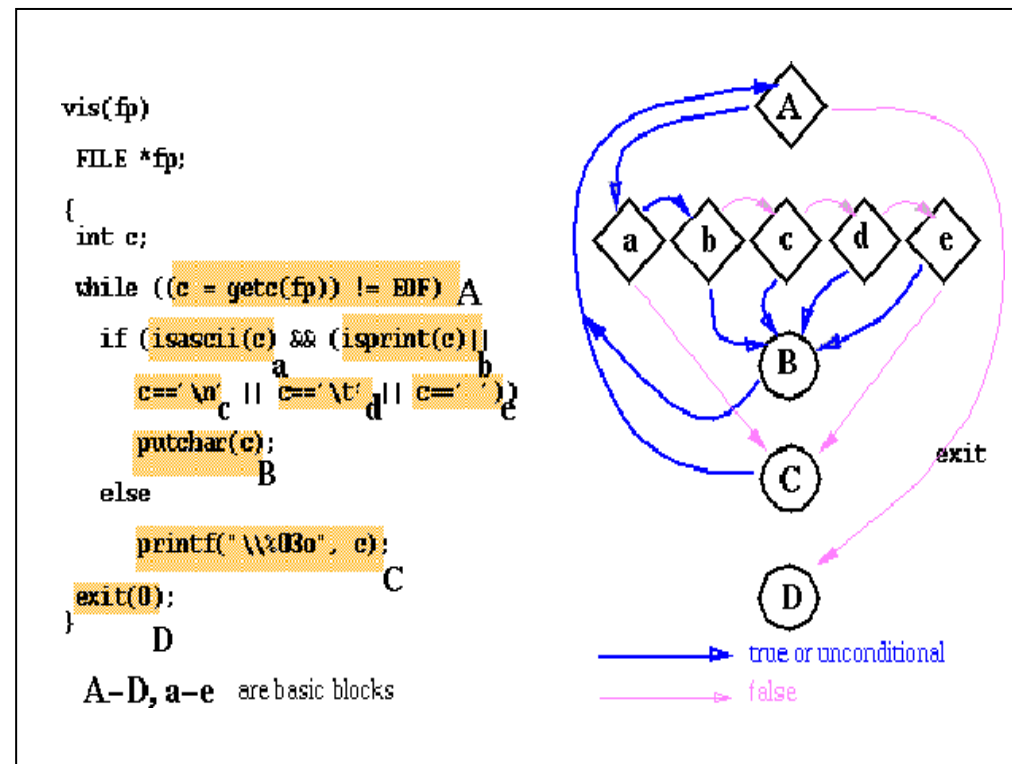 vis(fp)
FILE *fp;
{
int c;
while ((c = getc(fp)) != EOF) A
if (isascii(c) && (isprint(c)||
a b
c=='\n' || c=='\t' || c==' '))
c d e
putchar(c);
B
else
printf("\\%03o", c);
C
exit(0);
}
D
A-D, a-e are basic blocks
A
a b c d e
B
C
exit
D
true or unconditional
false